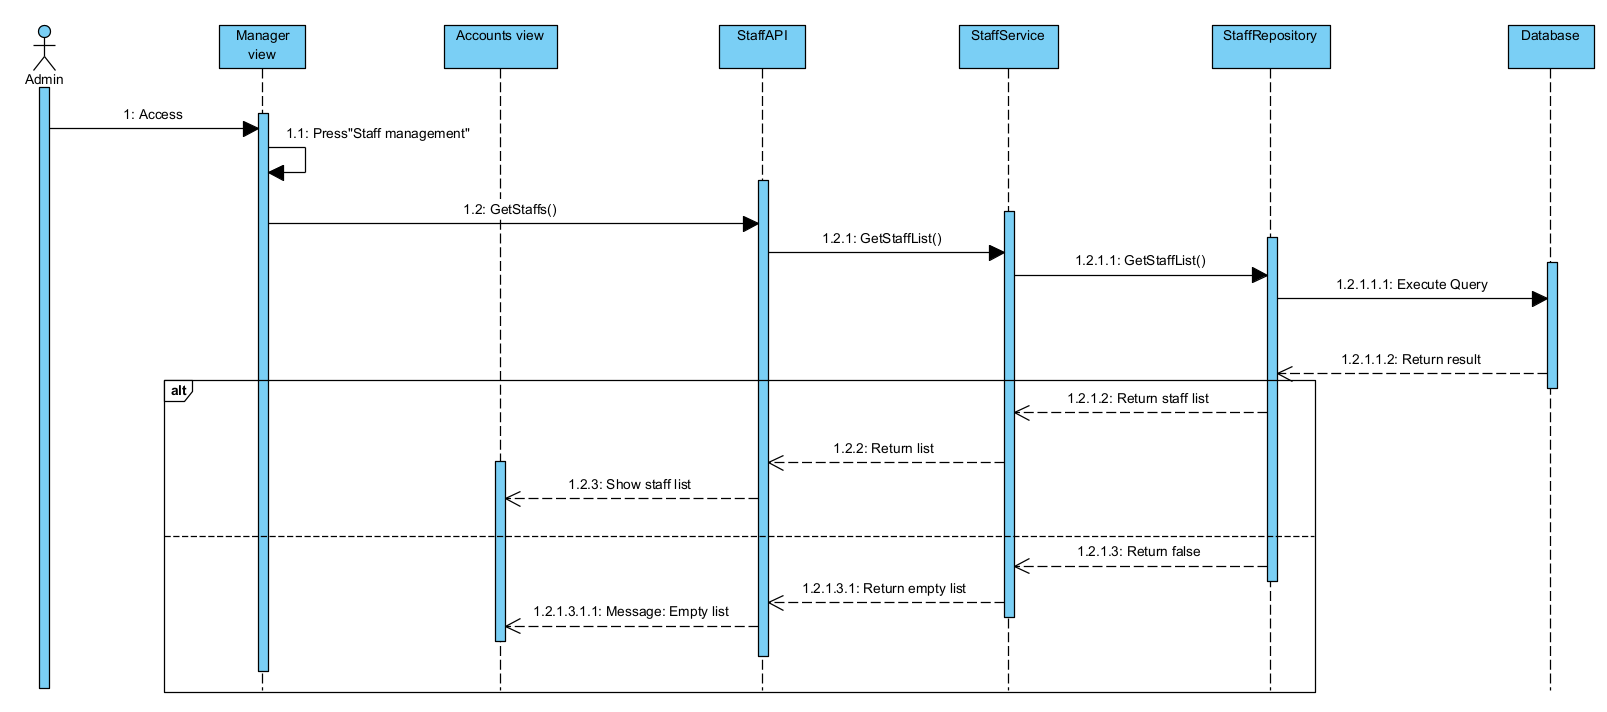 Manager
view
Accounts view
StaffAPI
StaffService
StaffRepository
Database
Admin
1: Access
1.1: Press"Staff management"
1.2: GetStaffs()
1.2.1: GetStaffList()
1.2.1.1: GetStaffList()
1.2.1.1.1: Execute Query
1.2.1.1.2: Return result
alt
1.2.1.2: Return staff list
1.2.2: Return list
1.2.3: Show staff list
1.2.1.3: Return false
1.2.1.3.1: Return empty list
1.2.1.3.1.1: Message: Empty list